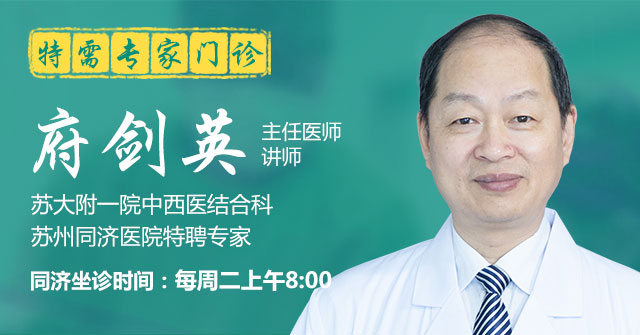 特需专家门诊
府剑英
主任医师
讲师
苏大附一院中西医结合科
苏州同济医院特聘专家
同济坐诊时间：每周二上午8:00